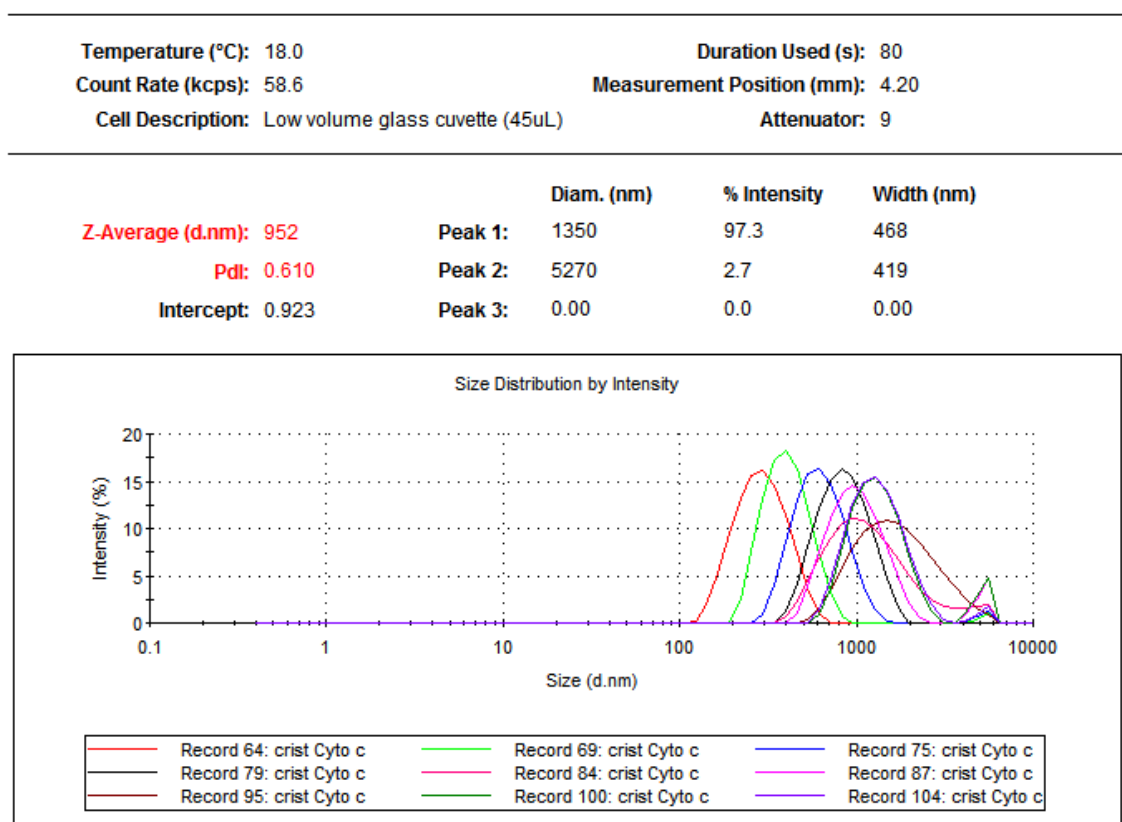 Temperature (ºC): 18.0 Duration Used (s): 80
Count Rate (kcps): 58.6 Measurement Position (mm): 4.20
Cell Description: Low volume glass cuvette (45uL) Attenuator: 9
Diam. (nm) % Intensity Width (nm)
Z-Average (d.nm): 952 Peak 1: 1350 97.3 468
PdI: 0.610 Peak 2: 5270 2.7 419
Intercept: 0.923 Peak 3: 0.00 0.0 0.00
Size Distribution by Intensity
20
15
10
5
0
Intensity (%)
0.1 1 10 100 1000 10000
Size (d.nm)
Record 64: crist Cyto c Record 69: crist Cyto c Record 75: crist Cyto c
Record 79: crist Cyto c Record 84: crist Cyto c Record 87: crist Cyto c
Record 95: crist Cyto c Record 100: crist Cyto c Record 104: crist Cyto c